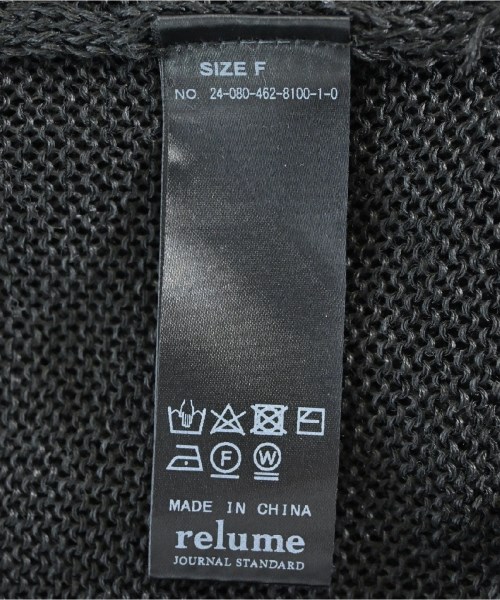 SIZE F
NO. 24-080-462-8100-1-0
F W
MADE IN CHINA
relume
JOURNAL STANDARD